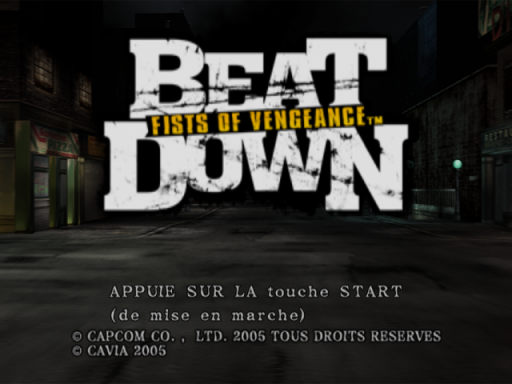 BEAT
FISTS OF VENGEANCE™
DOWN
APPUIE SUR LA touche START
(de mise en marche)
© CAPCOM CO. , LTD. 2005 TOUS DROITS RESERVES
© CAVIA 2005